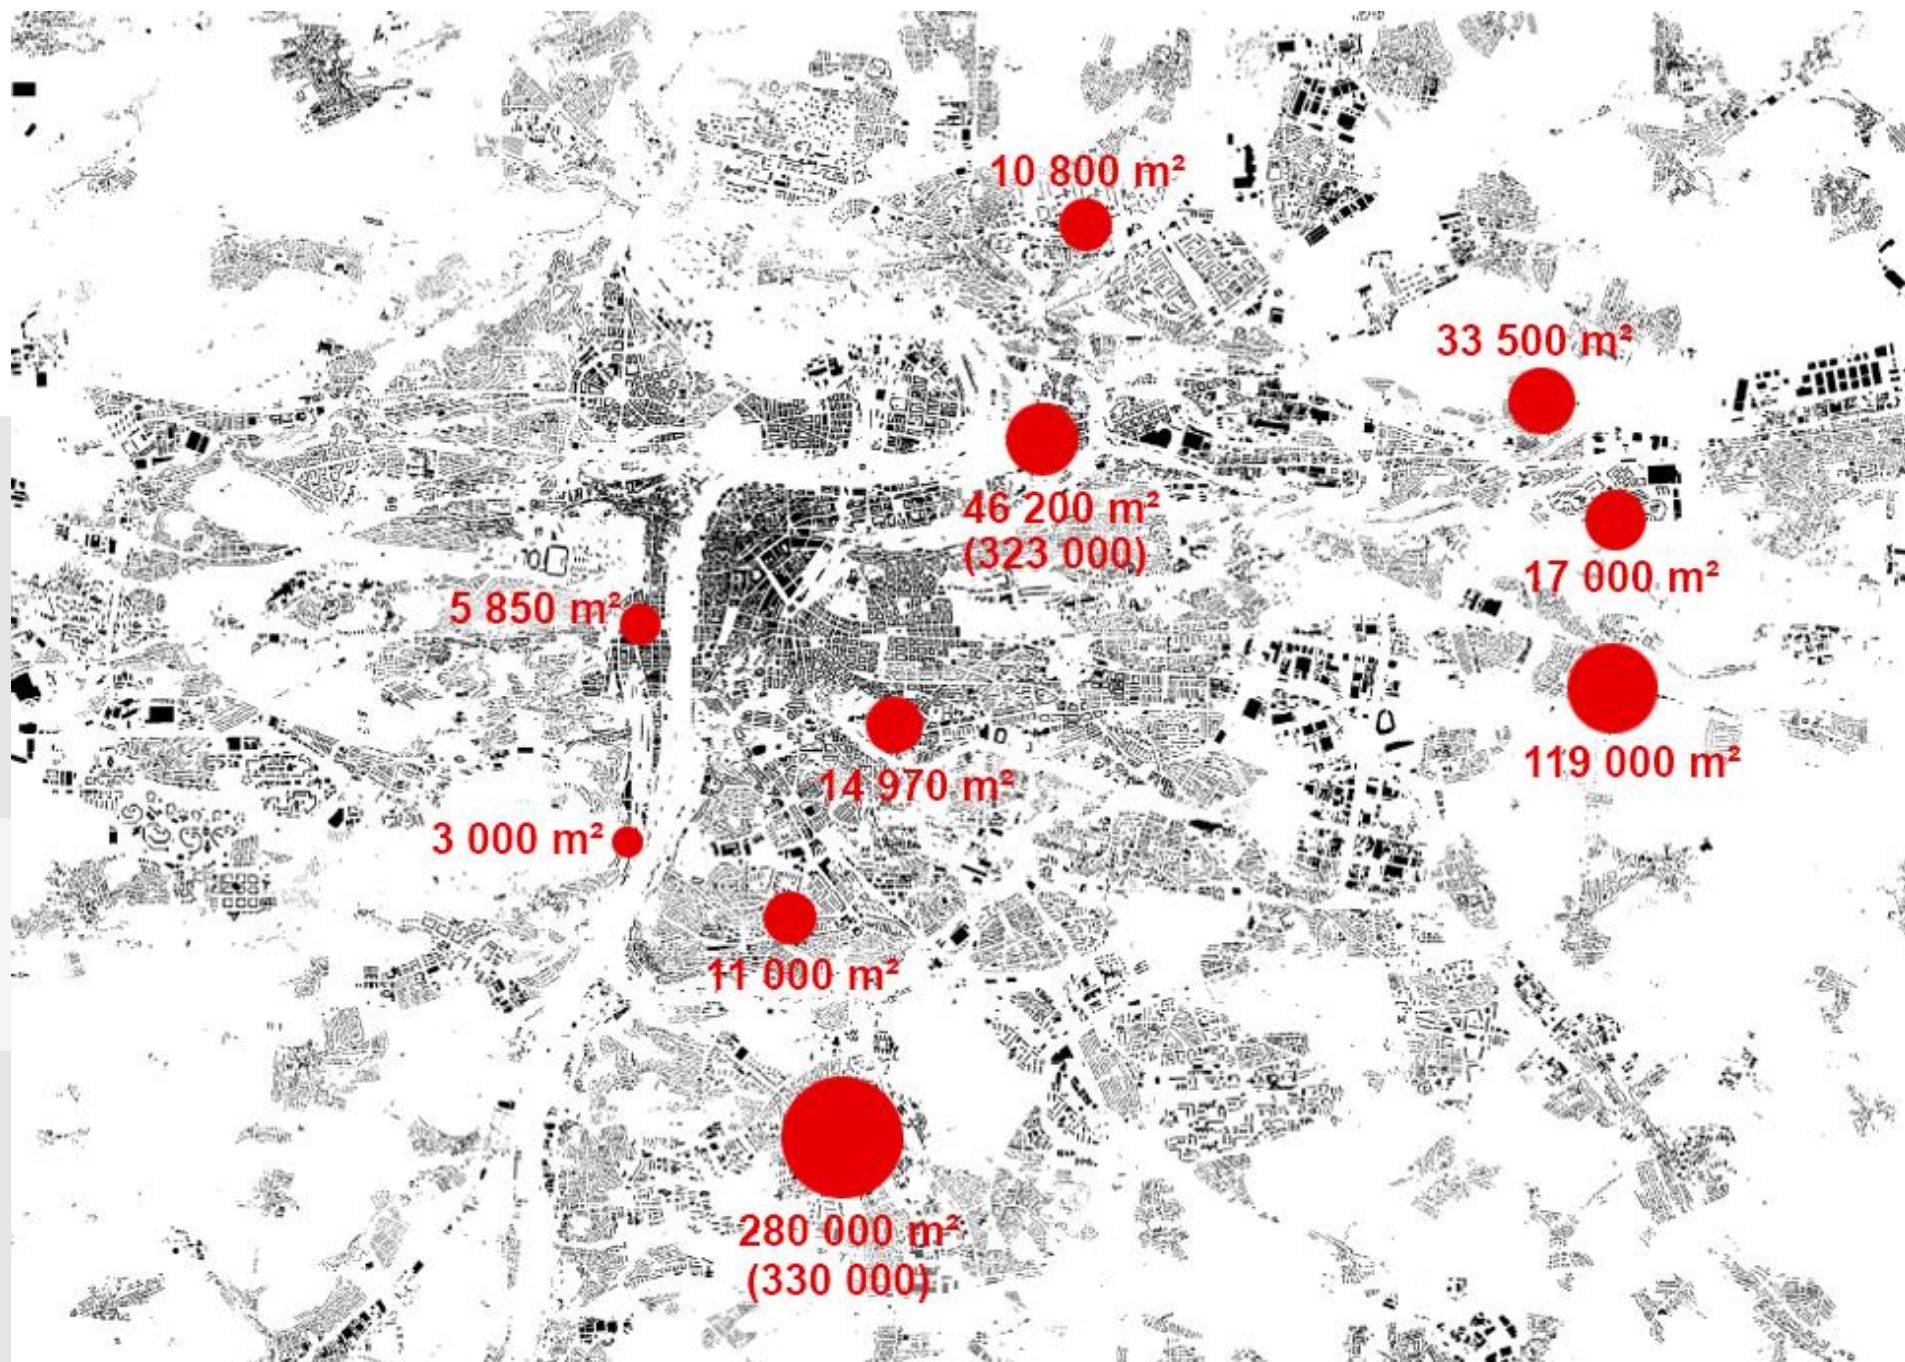 10 800 m²
33 500 m²
46 200 m²
(323 000)
17 000 m²
5 850 m²
119 000 m²
14 970 m²
3 000 m²
11 000 m²
280 000 m²
(330 000)